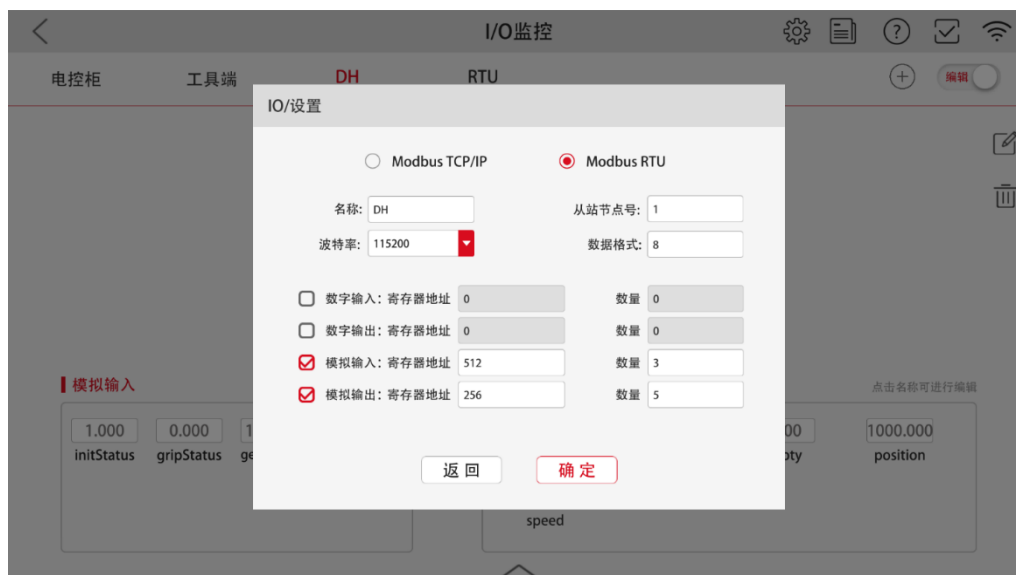 I/O监控
电控柜 工具端 DH RTU 编辑
IO/设置
Modbus TCP/IP Modbus RTU
名称: DH 从站节点号: 1
波特率: 115200 数据格式: 8
数字输入: 寄存器地址 0 数量 0
数字输出: 寄存器地址 0 数量 0
模拟输入: 寄存器地址 512 数量 3
模拟输出: 寄存器地址 256 数量 5
模拟输入 点击名称可进行编辑
1.000 0.000 1 00 1000.000
initStatus gripStatus ge pty position
返回 确定
speed